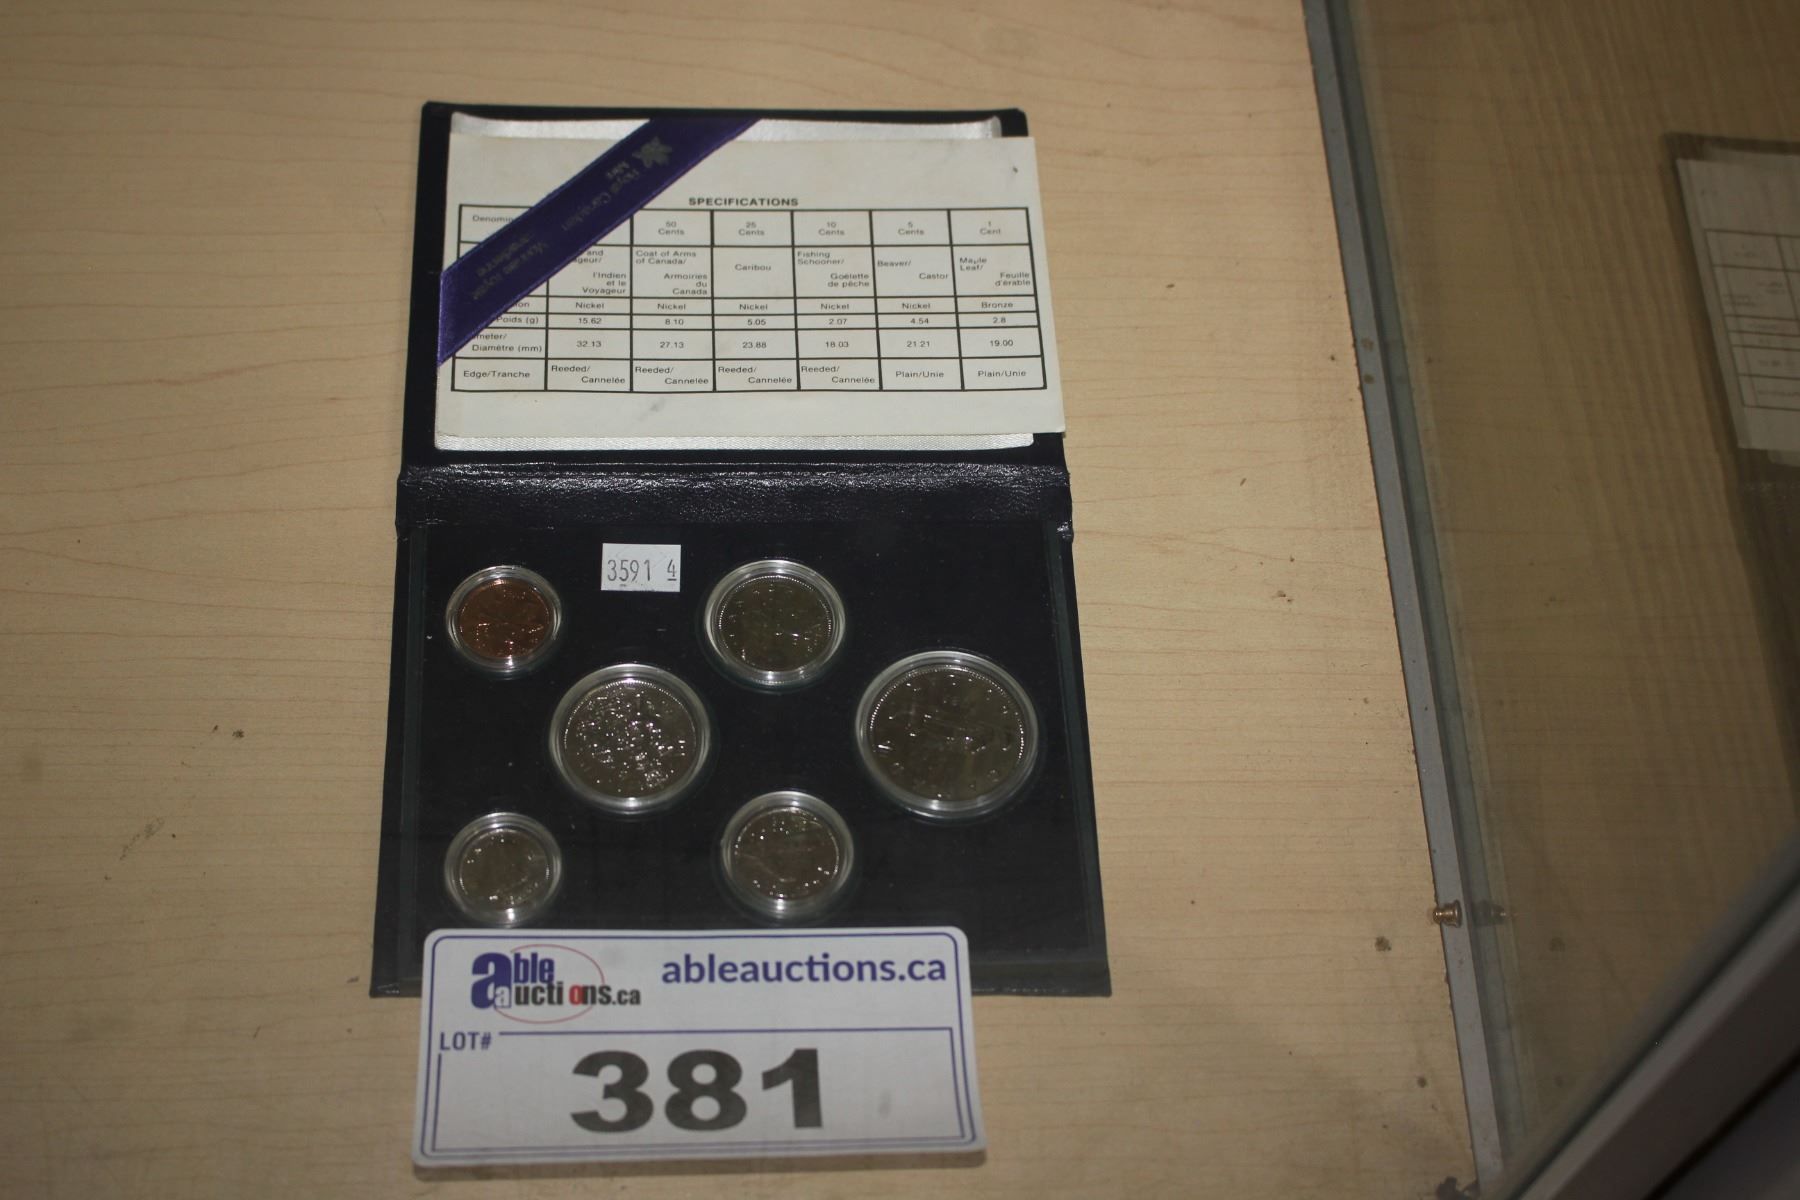 Royal Canadian Mint
Monnaie royale canadienne
SPECIFICATIONS
50 Cents 25 Cents 10 Cents 5 Cents 1 Cent
and Coat of Arms of Canada/ Armoiries du Canada Caribou Fishing Schooner/ Goélette de pêche Beaver/ Castor Maple Leaf/ Feuille d'érable
l'Indien et le Voyageur
Nickel Nickel Nickel Nickel Nickel Bronze
Poids (g) 15.62 8.10 5.05 2.07 4.54 2.8
Diamètre (mm) 32.13 27.13 23.88 18.03 21.21 19.00
Edge/Tranche Reeded/ Cannelée Reeded/ Cannelée Reeded/ Cannelée Reeded/ Cannelée Plain/Unie Plain/Unie
3591 4
able auctions.ca
ableauctions.ca
LOT#
381